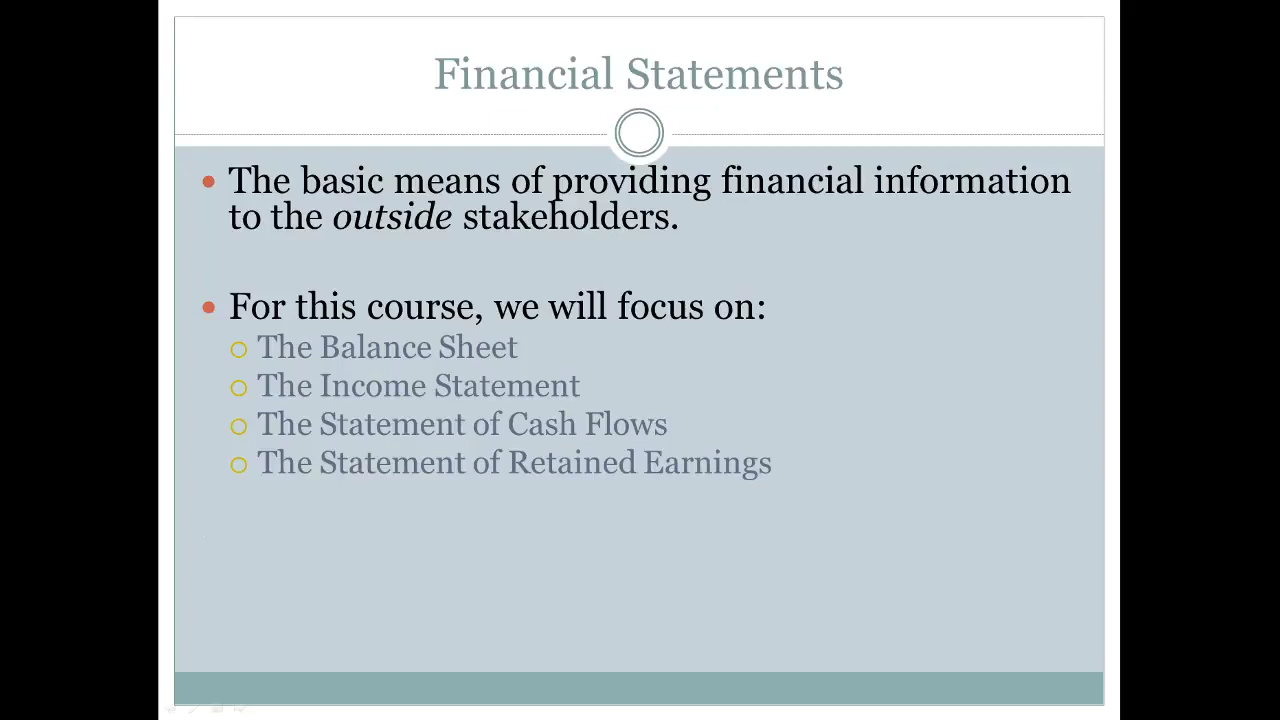 Financial Statements
The basic means of providing financial information
to the outside stakeholders.
For this course, we will focus on:
The Balance Sheet
The Income Statement
The Statement of Cash Flows
The Statement of Retained Earnings